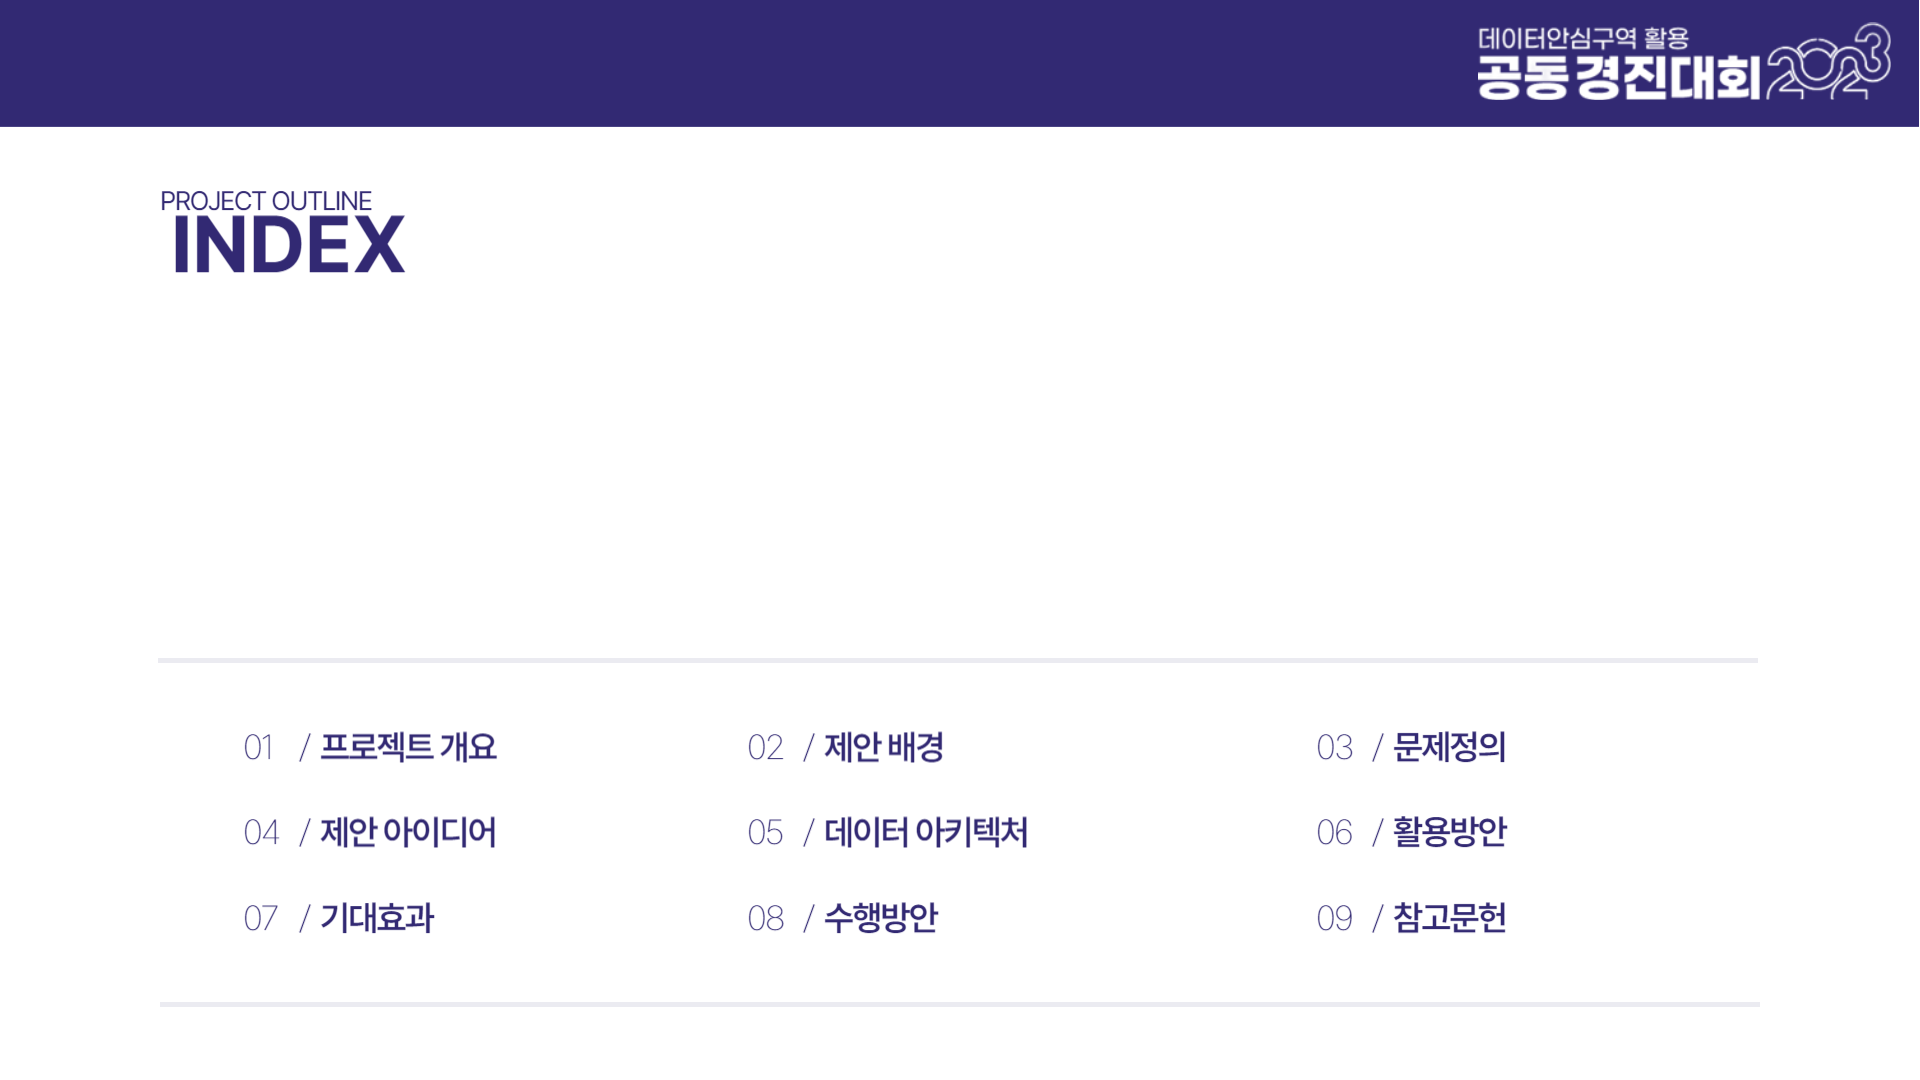 데이터안심구역 활용
공동경진대회 2023
PROJECT OUTLINE
INDEX
01 / 프로젝트 개요
02 / 제안 배경
03 / 문제정의
04 / 제안 아이디어
05 / 데이터 아키텍처
06 / 활용방안
07 / 기대효과
08 / 수행방안
09 / 참고문헌